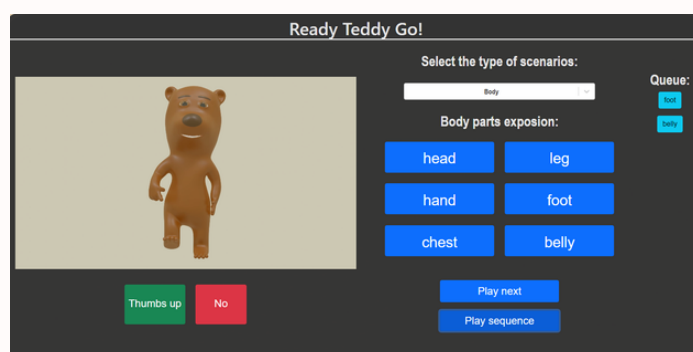 Ready Teddy Go!
Select the type of scenarios:
Body
Body parts exposion:
head
leg
hand
foot
chest
belly
Play next
Play sequence
Queue:
foot
belly
Thumbs up
No